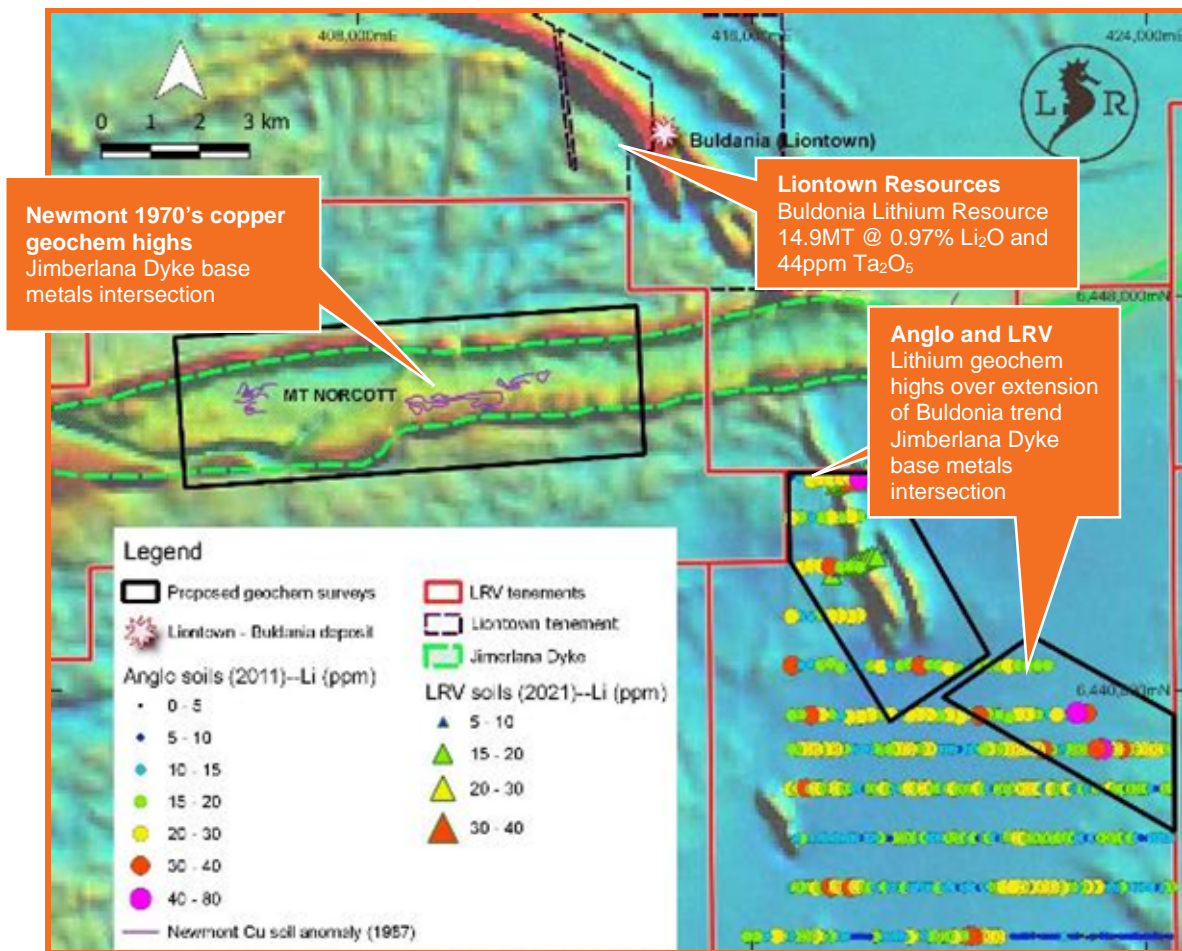 408,000mE
416,000mE
424,000mE
0 1 2 3 km
L R
Buldania (Liontown)
Liontown Resources
Buldonia Lithium Resource
14.9MT @ 0.97% Li₂O and
44ppm Ta₂O₅
Newmont 1970's copper
geochem highs
Jimberlana Dyke base
metals intersection
6,448,000mN
Anglo and LRV
Lithium geochem
highs over extension
of Buldonia trend
Jimberlana Dyke
base metals
intersection
MT NORCOTT
6,440,000mN
Legend
Proposed geochem surveys
Liontown - Buldania deposit
Anglo soils (2011)--Li (ppm)
0 - 5
5 - 10
10 - 15
15 - 20
20 - 30
30 - 40
40 - 80
Newmont Cu soil anomaly
LRV tenements
Liontown tenement
Jimerlana Dyke
LRV soils (2021)--Li (ppm)
5 - 10
15 - 20
20 - 30
30 - 40